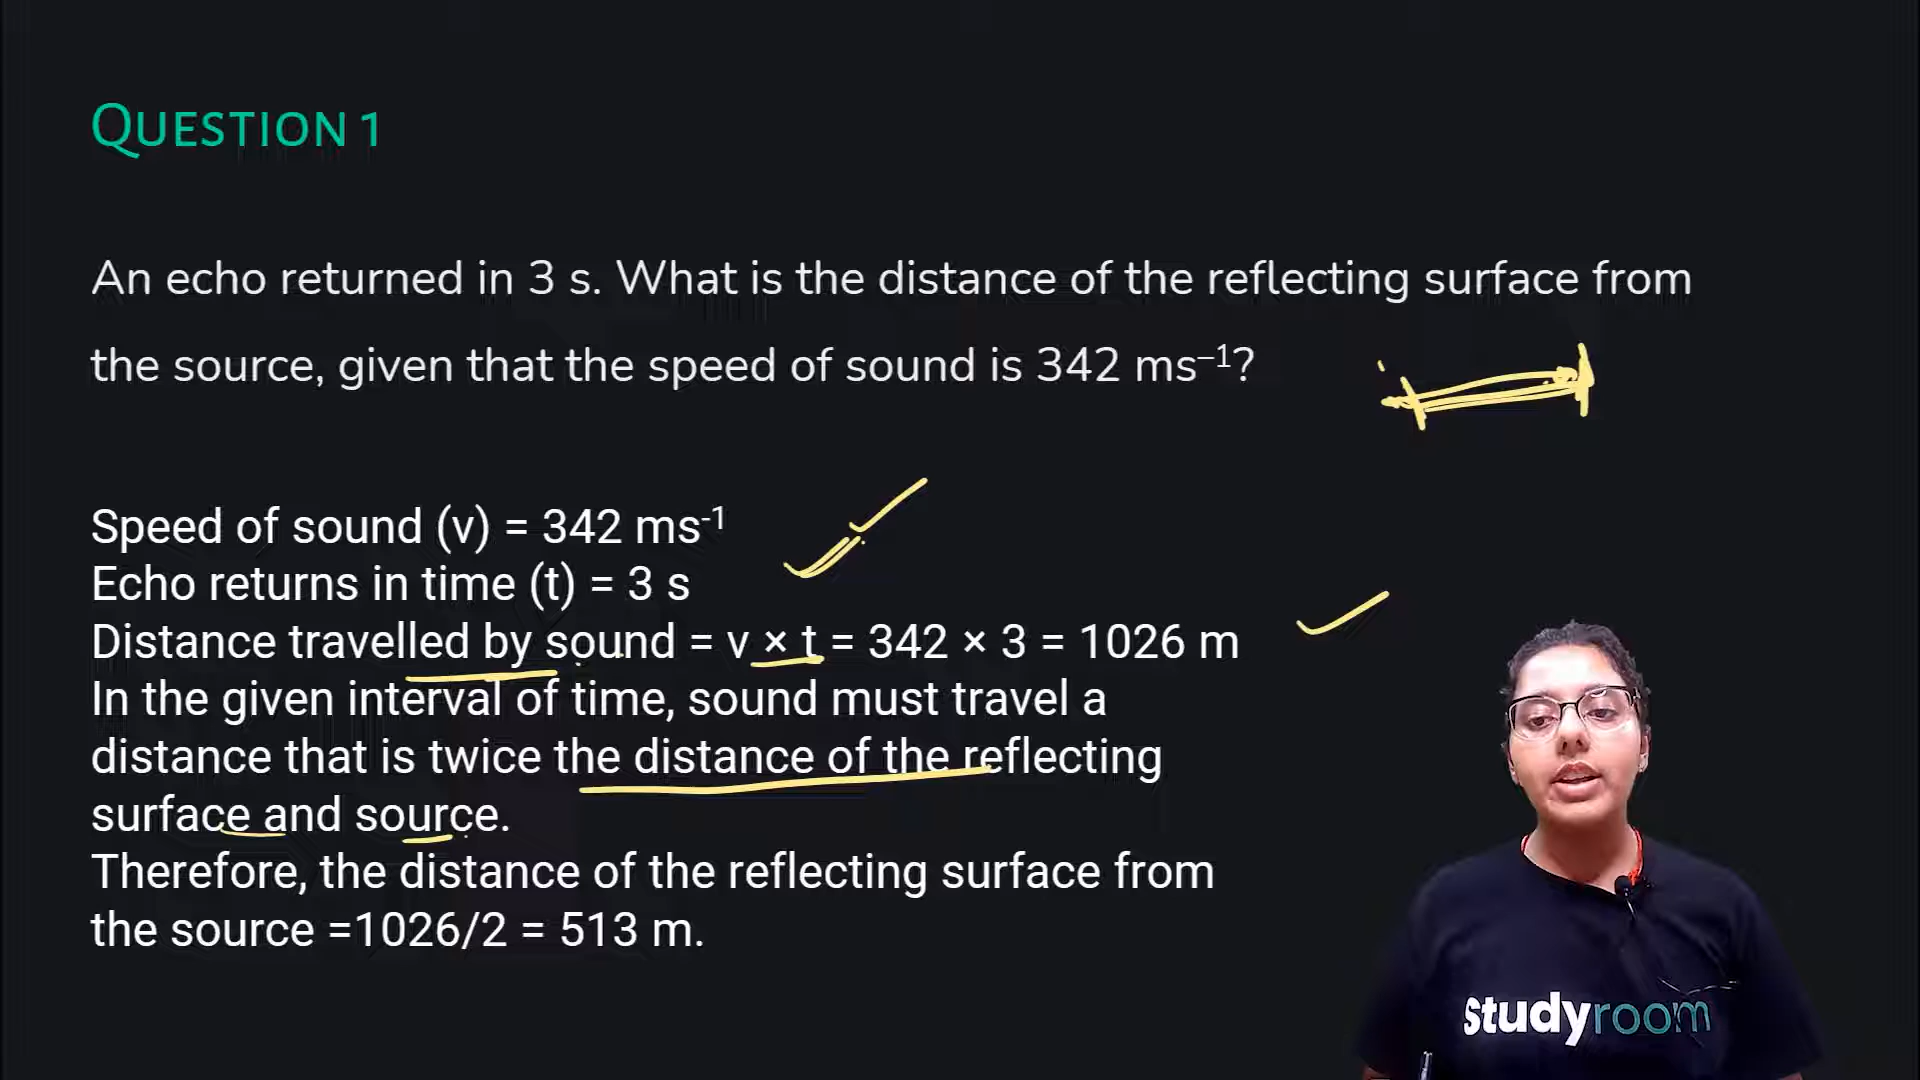 QUESTION 1
An echo returned in 3 s. What is the distance of the reflecting surface from
the source, given that the speed of sound is 342 ms⁻¹?
Speed of sound (v) = 342 ms⁻¹
Echo returns in time (t) = 3 s
Distance travelled by sound = v × t = 342 × 3 = 1026 m
In the given interval of time, sound must travel a
distance that is twice the distance of the reflecting
surface and source.
Therefore, the distance of the reflecting surface from
the source =1026/2 = 513 m.
studyroom